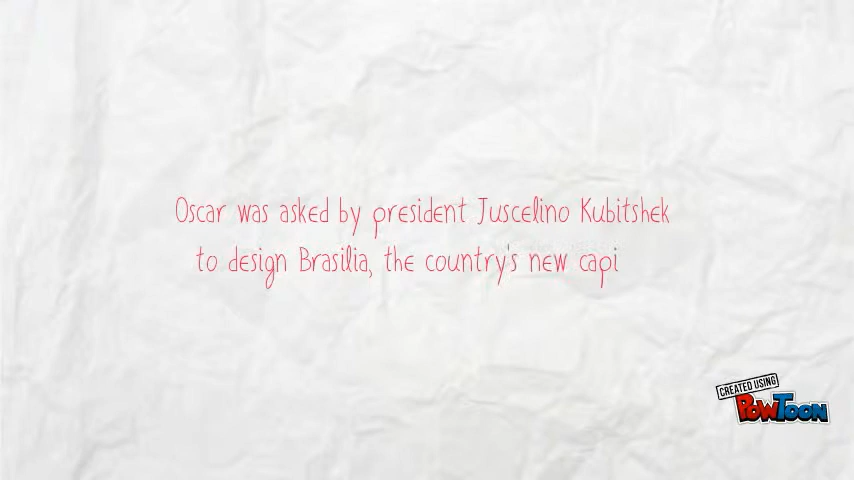 Oscar was asked by president Juscelino Kubitshek
to design Brasilia, the country's new capi
CREATED USING
POWTOON